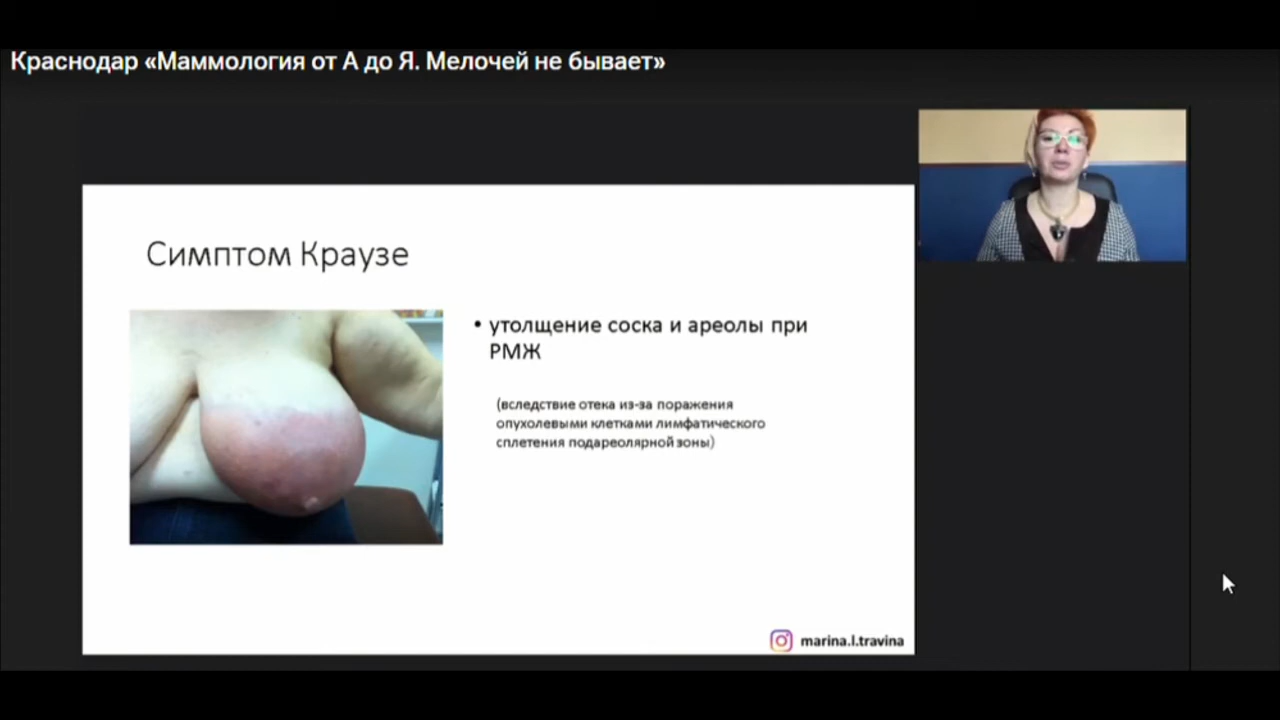 Краснодар «Маммология от А до Я. Мелочей не бывает»
Симптом Краузе
• утолщение соска и ареолы при
РМЖ
(вследствие отека из-за поражения
опухолевыми клетками лимфатического
сплетения подареолярной зоны)
marina.l.travina